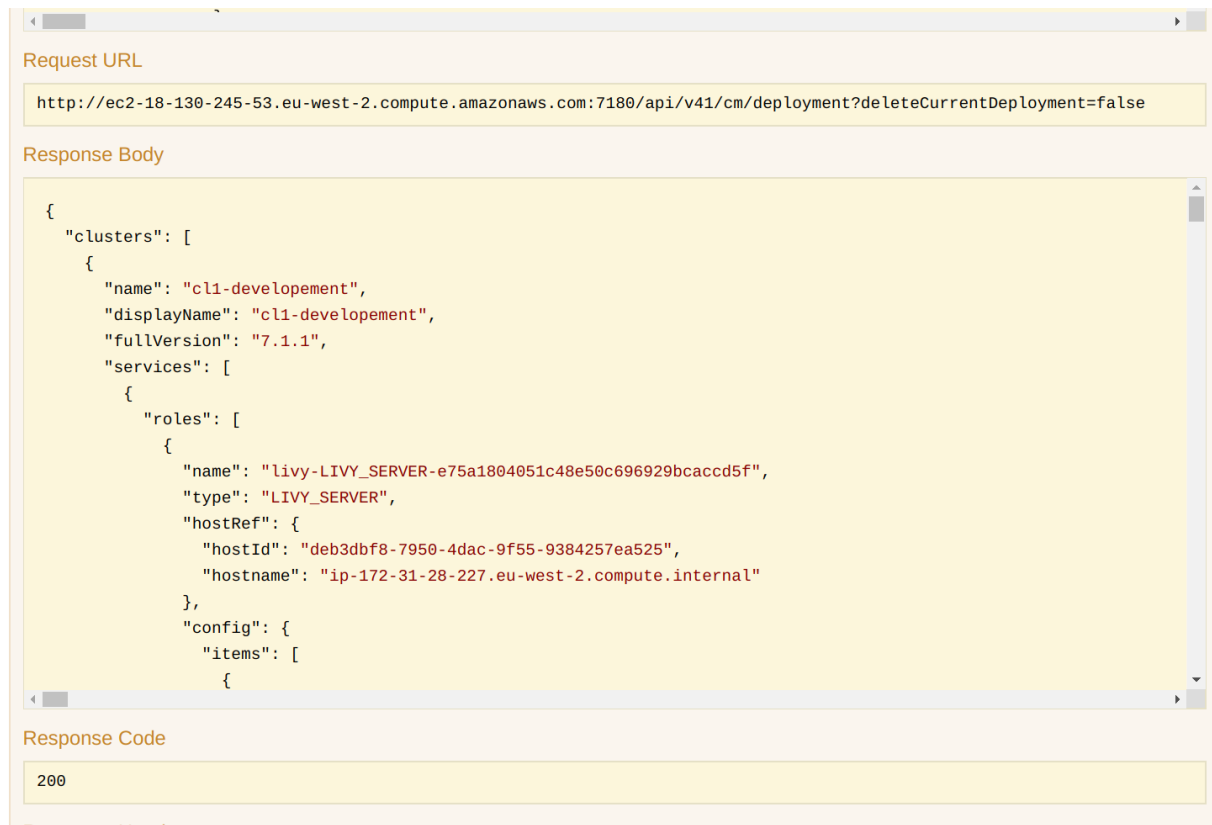 {
Request URL
http://ec2-18-130-245-53.eu-west-2.compute.amazonaws.com:7180/api/v41/cm/deployment?deleteCurrentDeployment=false
Response Body
{
"clusters": [
{
"name": "cl1-developement",
"displayName": "cl1-developement",
"fullVersion": "7.1.1",
"services": [
{
"roles": [
{
"name": "livy-LIVY_SERVER-e75a1804051c48e50c696929bcaccd5f",
"type": "LIVY_SERVER",
"hostRef": {
"hostId": "deb3dbf8-7950-4dac-9f55-9384257ea525",
"hostname": "ip-172-31-28-227.eu-west-2.compute.internal"
},
"config": {
"items": [
{
Response Code
200